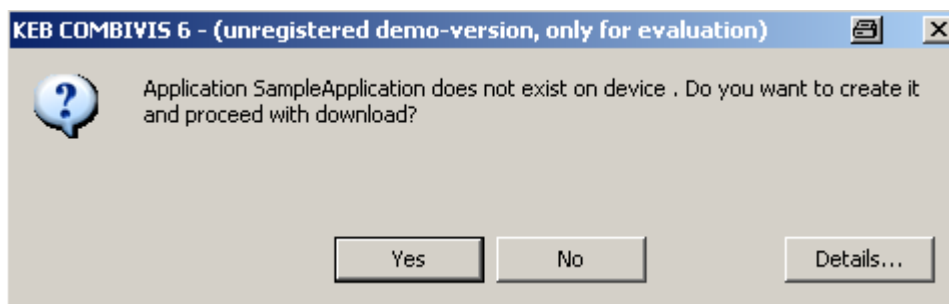 KEB COMBIVIS 6 - (unregistered demo-version, only for evaluation)
Application SampleApplication does not exist on device . Do you want to create it
and proceed with download?
Yes No Details...